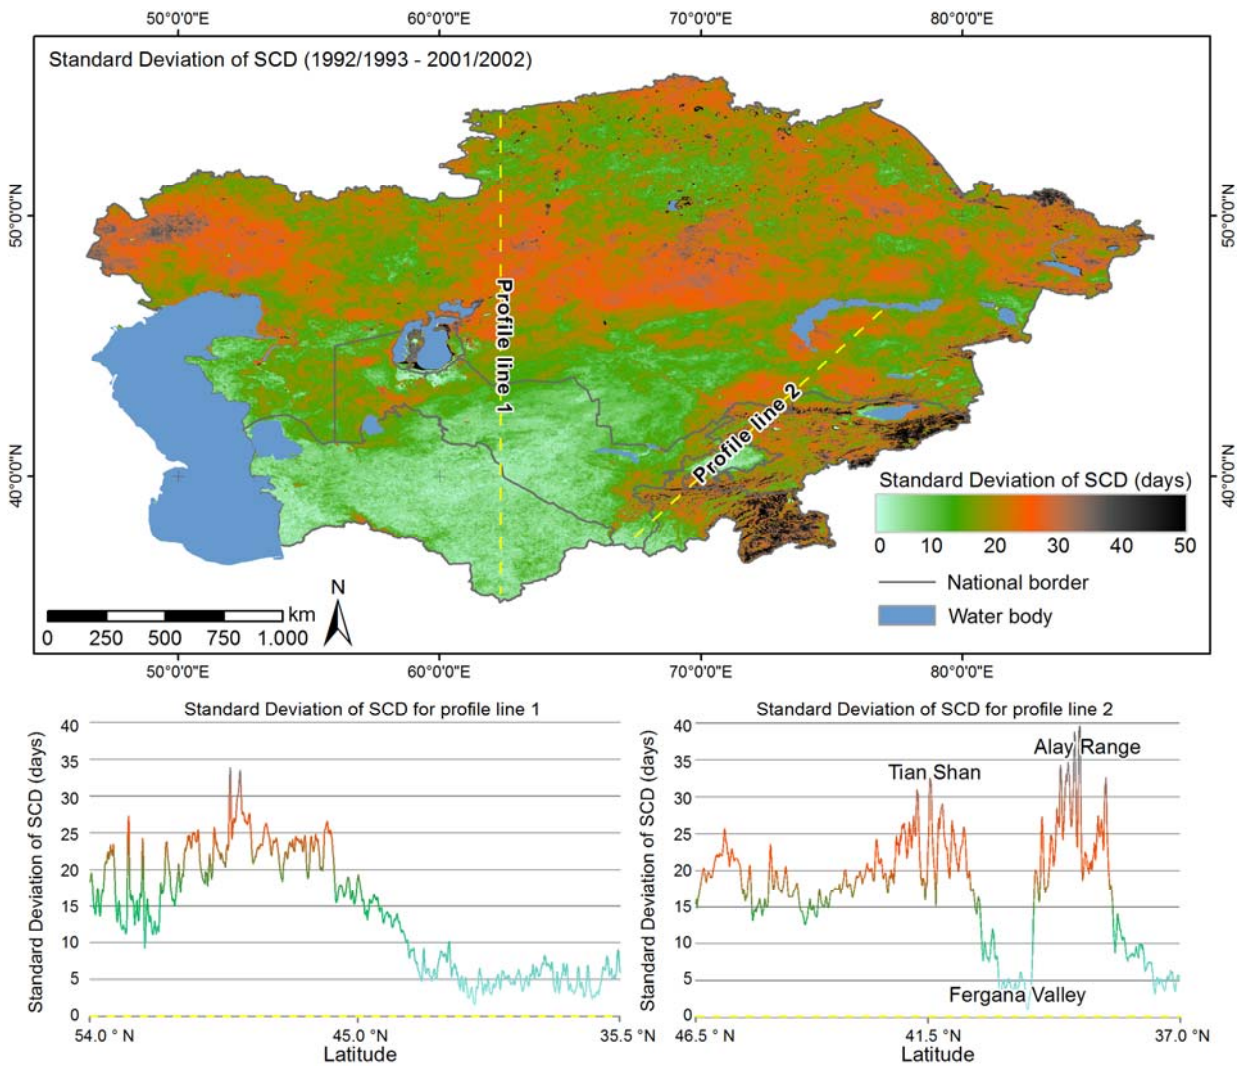 50°0'0"E 60°0'0"E 70°0'0"E 80°0'0"E
Standard Deviation of SCD (1992/1993 - 2001/2002)
50°0'0"N
50°0'0"N
Profile line 1
Profile line 2
40°0'0"N
40°0'0"N
Standard Deviation of SCD (days)
0 10 20 30 40 50
National border
Water body
N
km
0 250 500 750 1.000
50°0'0"E 60°0'0"E 70°0'0"E 80°0'0"E
Standard Deviation of SCD for profile line 1
Standard Deviation of SCD (days)
40
35
30
25
20
15
10
5
0
54.0 ° N 45.0 ° N 35.5 ° N
Latitude
Standard Deviation of SCD for profile line 2
Standard Deviation of SCD (days)
40
35
30
25
20
15
10
5
0
Alay Range
Tian Shan
Fergana Valley
46.5 ° N 41.5 ° N 37.0 ° N
Latitude